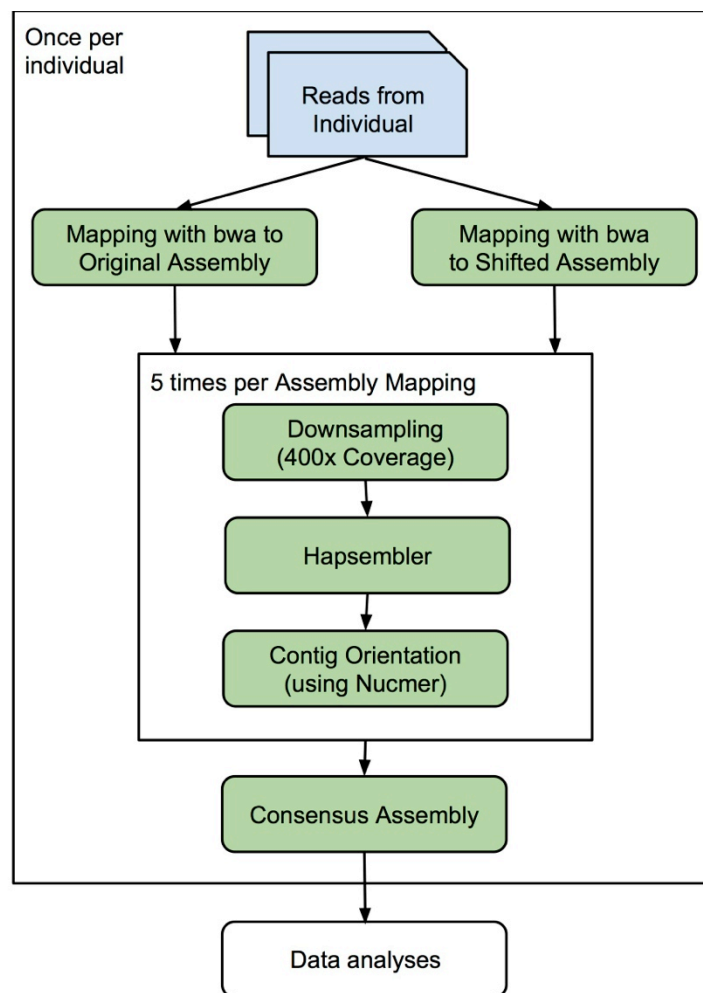 Once per
individual
Reads from
Individual
Mapping with bwa to
Original Assembly
Mapping with bwa
to Shifted Assembly
5 times per Assembly Mapping
Downsampling
(400x Coverage)
Hapsembler
Contig Orientation
(using Nucmer)
Consensus Assembly
Data analyses